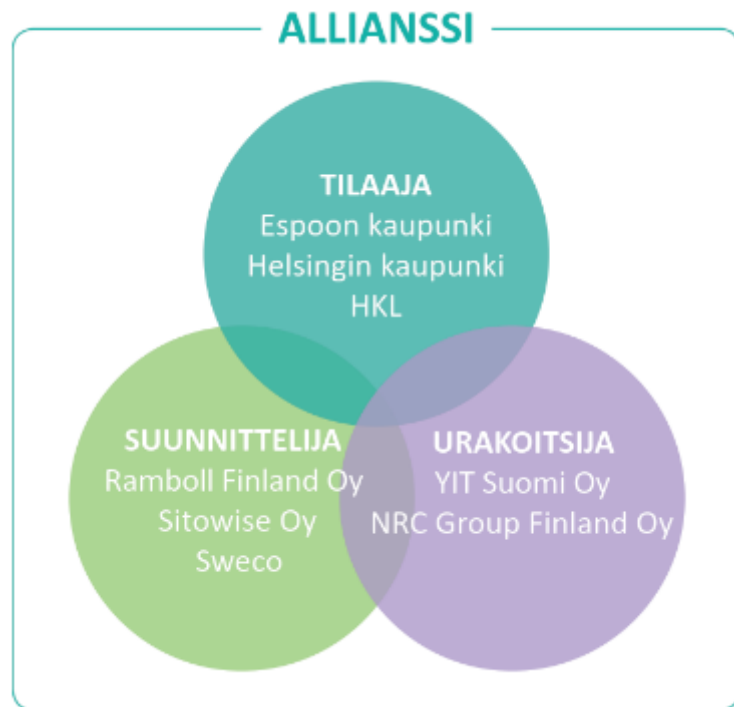 ALLIANSSI
TILAAJA
Espoon kaupunki
Helsingin kaupunki
HKL
SUUNNITTELIJA
Ramboll Finland Oy
Sitowise Oy
Sweco
URAKOITSIJA
YIT Suomi Oy
NRC Group Finland Oy